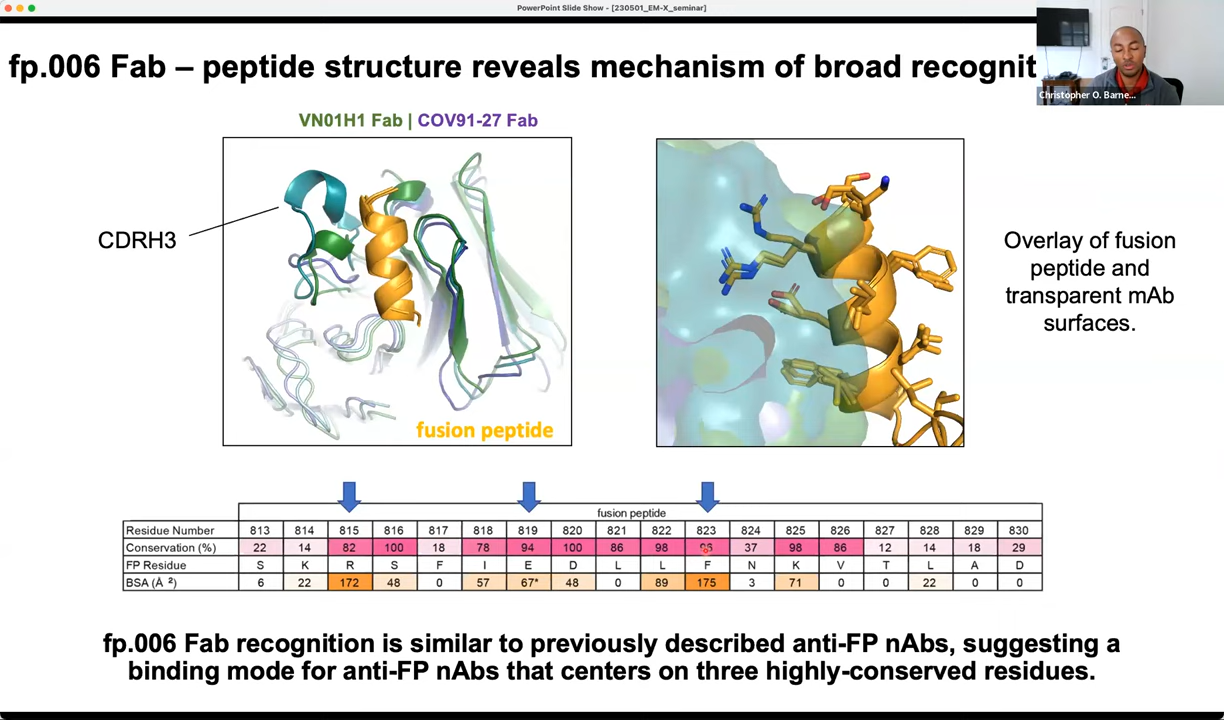 PowerPoint Slide Show - [230501_EM-X_seminar]
fp.006 Fab – peptide structure reveals mechanism of broad recognit
Christopher O. Barne...
VN01H1 Fab | COV91-27 Fab
CDRH3
fusion peptide
Overlay of fusion
peptide and
transparent mAb
surfaces.
fusion peptide
Residue Number 813 814 815 816 817 818 819 820 821 822 823 824 825 826 827 828 829 830
Conservation (%) 22 14 82 100 18 78 94 100 86 98 37 98 86 12 14 18 29
FP Residue S K R S F I E D L L F N K V T L A D
BSA (Å ²) 6 22 172 48 0 57 67* 48 0 89 175 3 71 0 0 22 0 0
fp.006 Fab recognition is similar to previously described anti-FP nAbs, suggesting a
binding mode for anti-FP nAbs that centers on three highly-conserved residues.